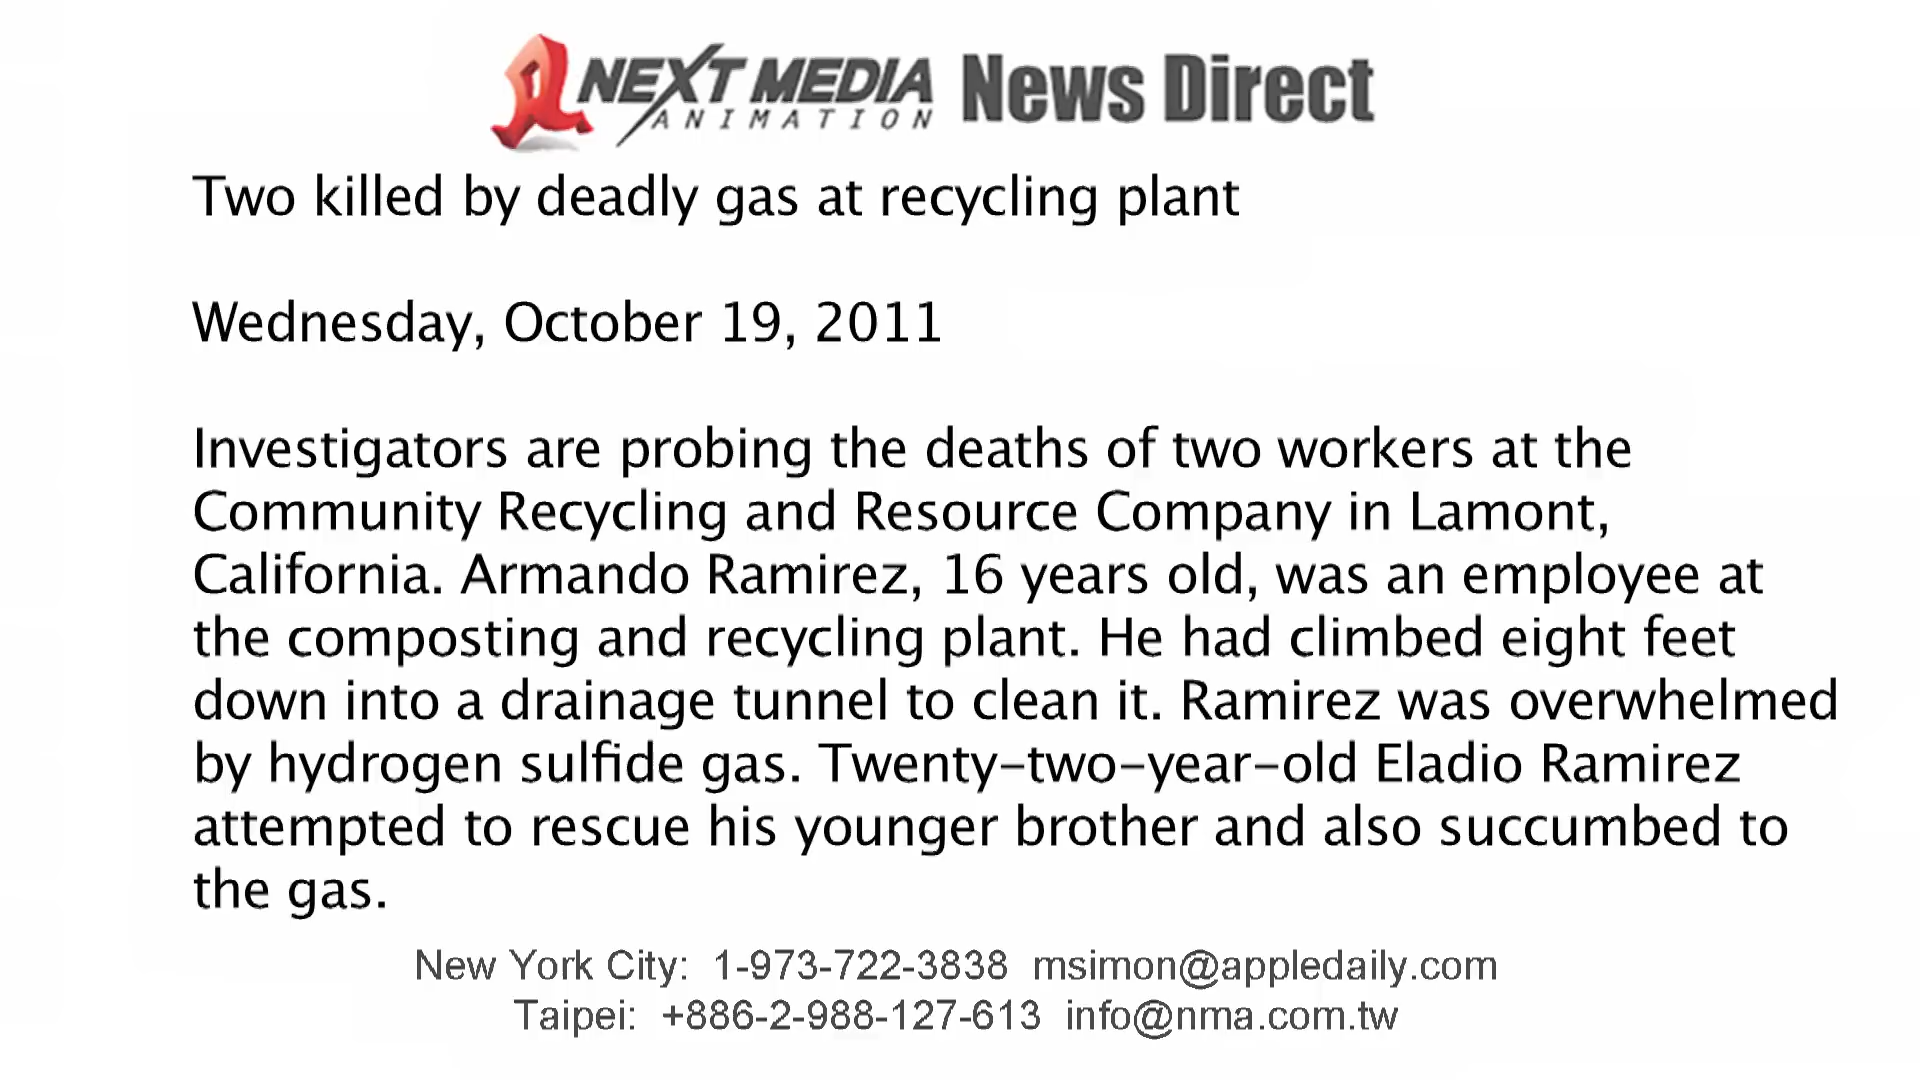 NEXT MEDIA News Direct
ANIMATION
Two killed by deadly gas at recycling plant
Wednesday, October 19, 2011
Investigators are probing the deaths of two workers at the
Community Recycling and Resource Company in Lamont,
California. Armando Ramirez, 16 years old, was an employee at
the composting and recycling plant. He had climbed eight feet
down into a drainage tunnel to clean it. Ramirez was overwhelmed
by hydrogen sulfide gas. Twenty-two-year-old Eladio Ramirez
attempted to rescue his younger brother and also succumbed to
the gas.
New York City: 1-973-722-3838 msimon@appledaily.com
Taipei: +886-2-988-127-613 info@nma.com.tw